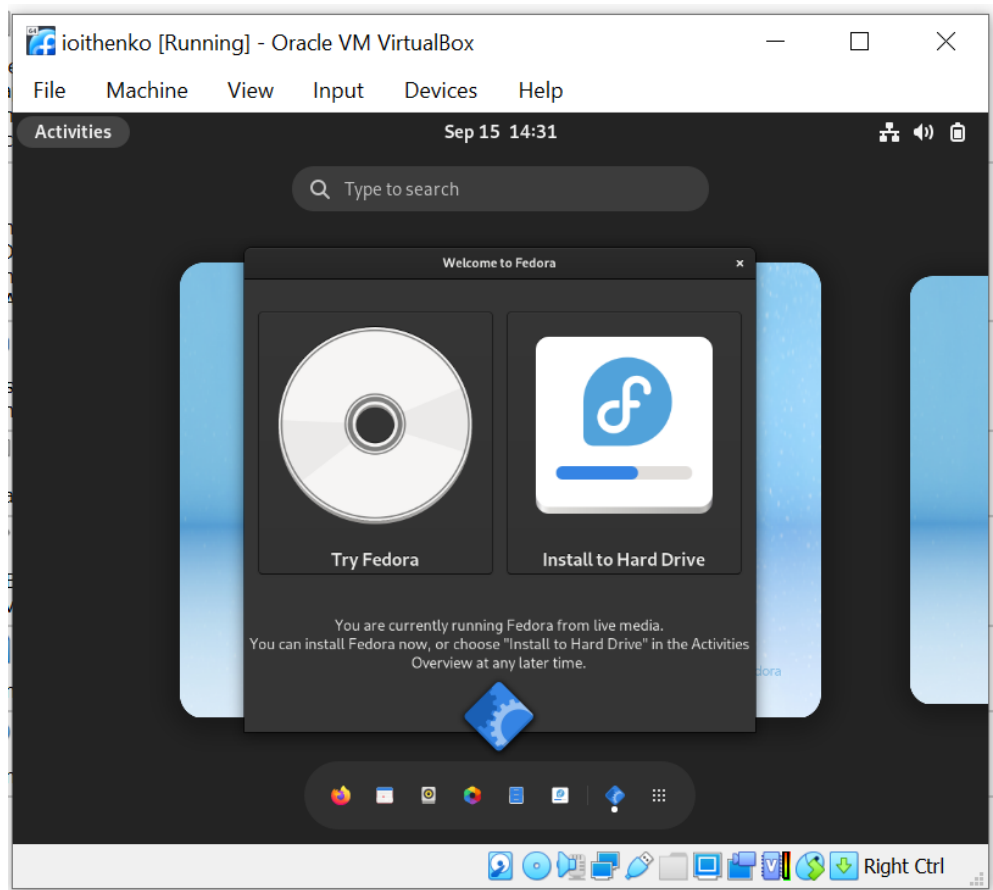 ioithenko [Running] - Oracle VM VirtualBox
File Machine View Input Devices Help
Activities
Sep 15 14:31
Type to search
Welcome to Fedora
Try Fedora
Install to Hard Drive
You are currently running Fedora from live media.
You can install Fedora now, or choose "Install to Hard Drive" in the Activities
Overview at any later time.
dora
Right Ctrl